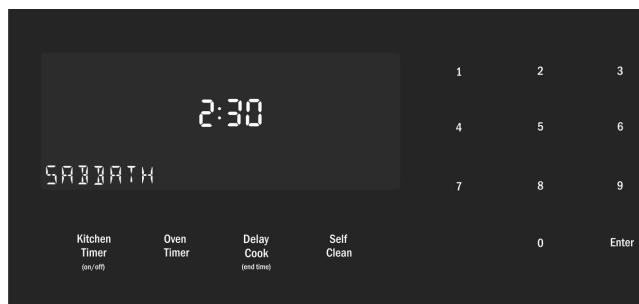 2:30
SABBATH
Kitchen
Timer
(on/off)
Oven
Timer
Delay
Cook
(end time)
Self
Clean
1 2 3
4 5 6
7 8 9
0 Enter